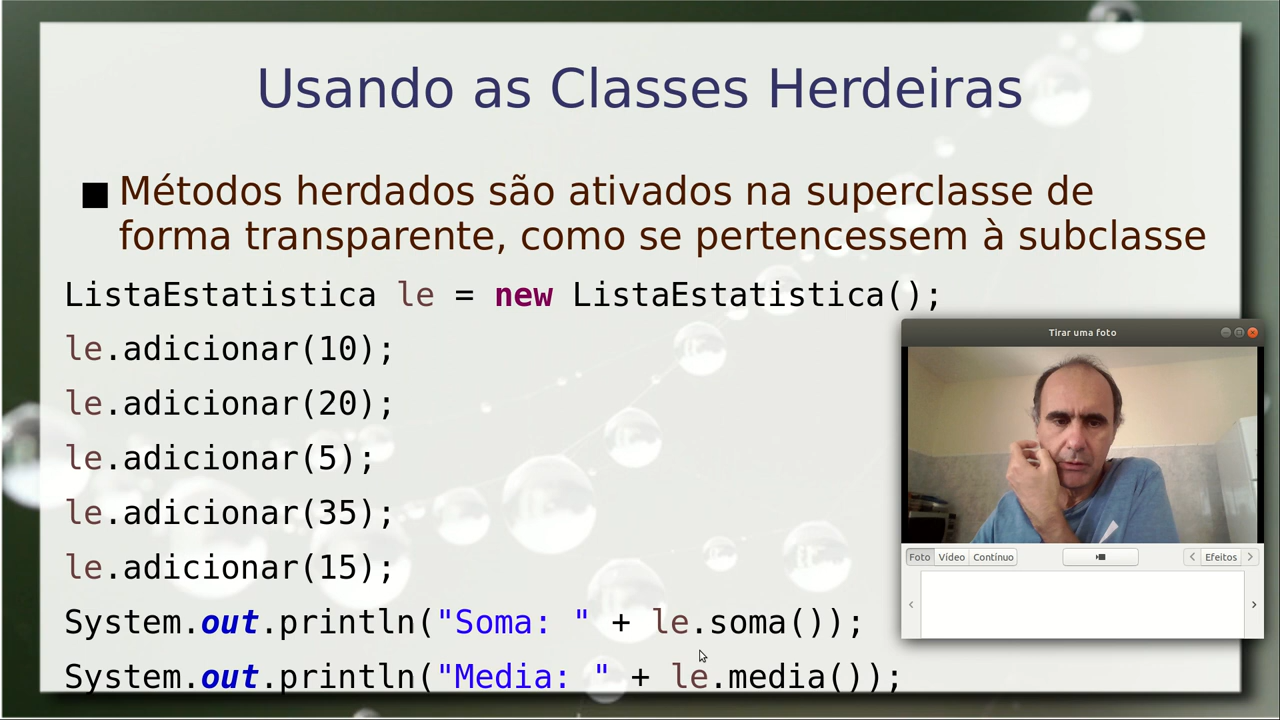 Usando as Classes Herdeiras
■ Métodos herdados são ativados na superclasse de
forma transparente, como se pertencessem à subclasse
ListaEstatistica le = new ListaEstatistica();
le.adicionar(10);
le.adicionar(20);
le.adicionar(5);
le.adicionar(35);
le.adicionar(15);
System.out.println("Soma: " + le.soma());
System.out.println("Media: " + le.media());
Tirar uma foto
Foto Vídeo Contínuo Efeitos